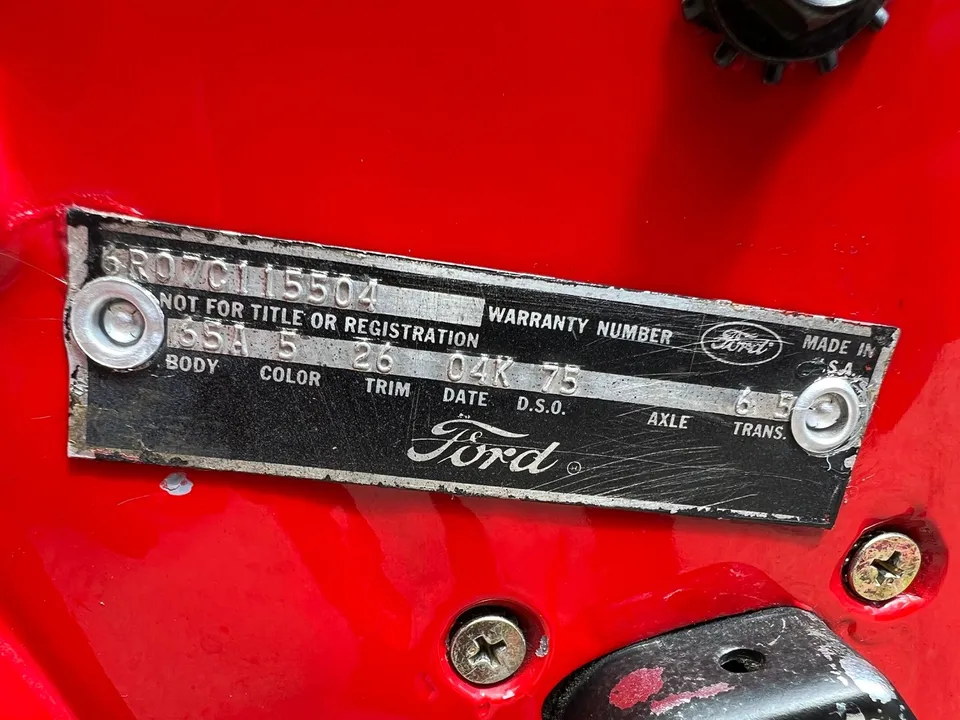 6R07C115504
NOT FOR TITLE OR REGISTRATION
WARRANTY NUMBER
Ford
MADE IN
U.S.A.
65A 5 26 04K 75 6 5
BODY COLOR TRIM DATE D.S.O. AXLE TRANS.
Ford